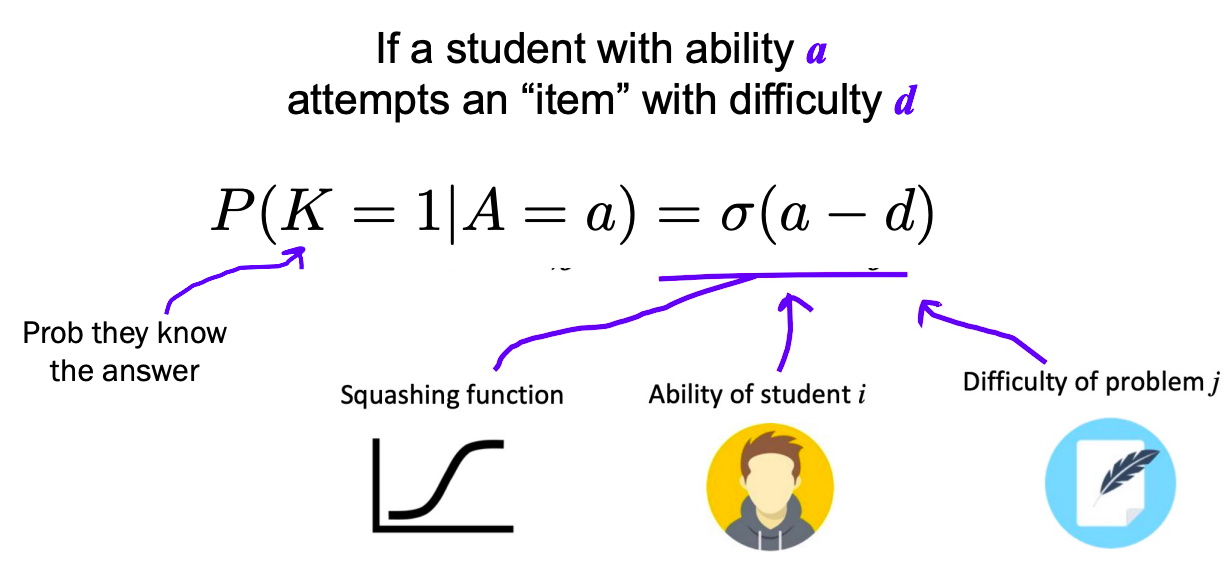 If a student with ability a
attempts an “item” with difficulty d
P(K = 1|A = a) = σ(a − d)
Prob they know
the answer
Squashing function
Ability of student i
Difficulty of problem j